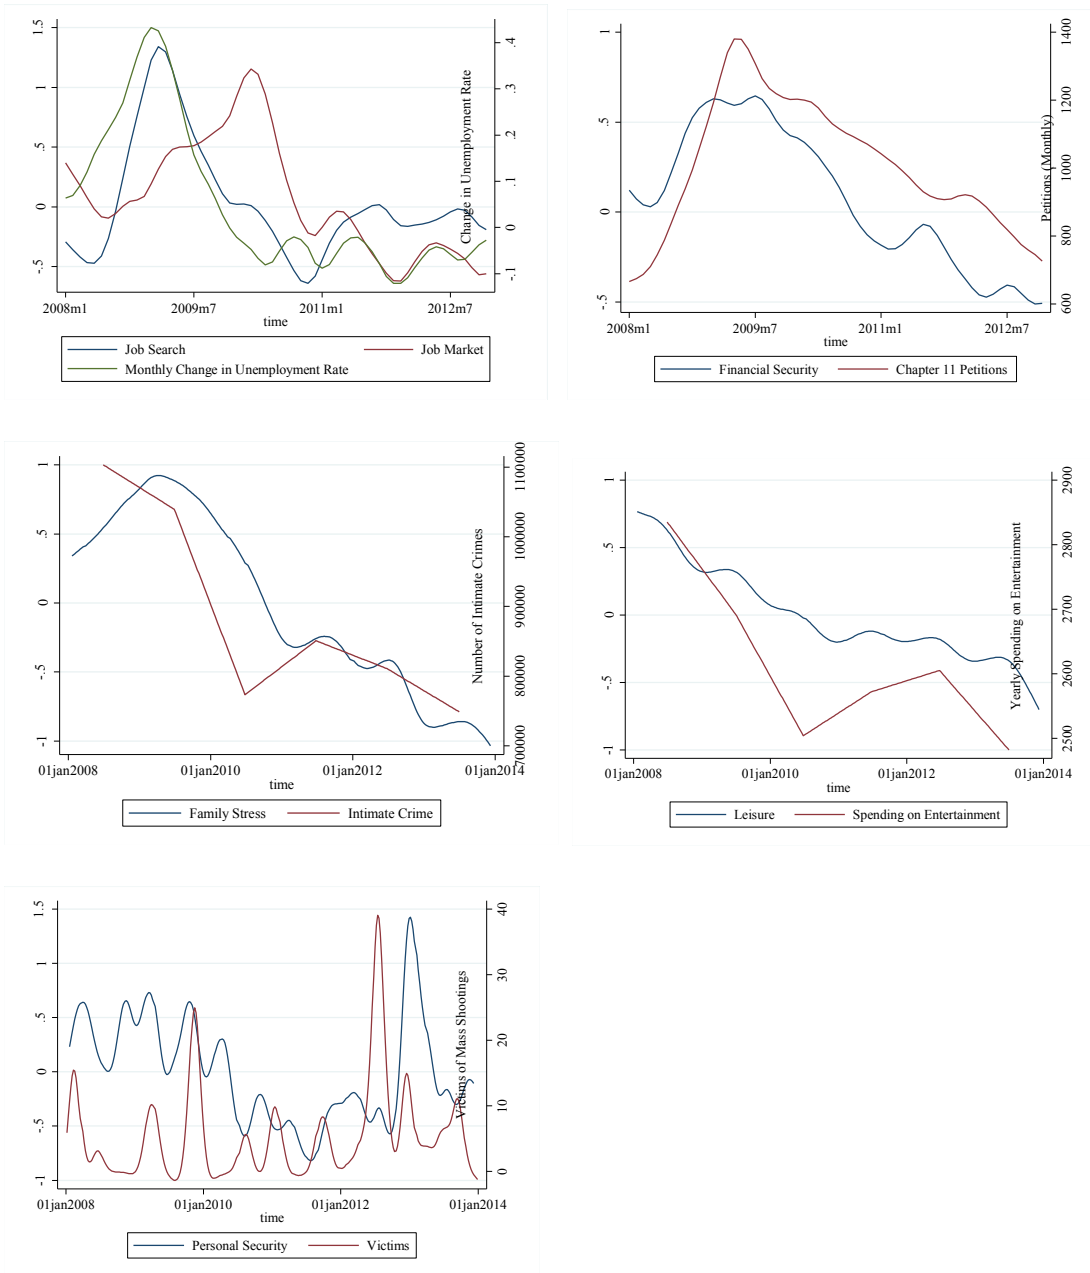 1.5
1
.5
0
-.5
.4
.3
.2
.1
0
-.1
Change in Unemployment Rate
2008m1 2009m7 2011m1 2012m7
time
Job Search Job Market
Monthly Change in Unemployment Rate
1
.5
0
-.5
1400
1200
1000
800
600
Petitions (Monthly)
2008m1 2009m7 2011m1 2012m7
time
Financial Security Chapter 11 Petitions
1
.5
0
-.5
-1
1100000
1000000
900000
800000
700000
Number of Intimate Crimes
01jan2008 01jan2010 01jan2012 01jan2014
time
Family Stress Intimate Crime
1
.5
0
-.5
-1
2900
2800
2700
2600
2500
Yearly Spending on Entertainment
01jan2008 01jan2010 01jan2012 01jan2014
time
Leisure Spending on Entertainment
1.5
1
.5
0
-.5
-1
40
30
20
10
0
Victims of Mass Shootings
01jan2008 01jan2010 01jan2012 01jan2014
time
Personal Security Victims